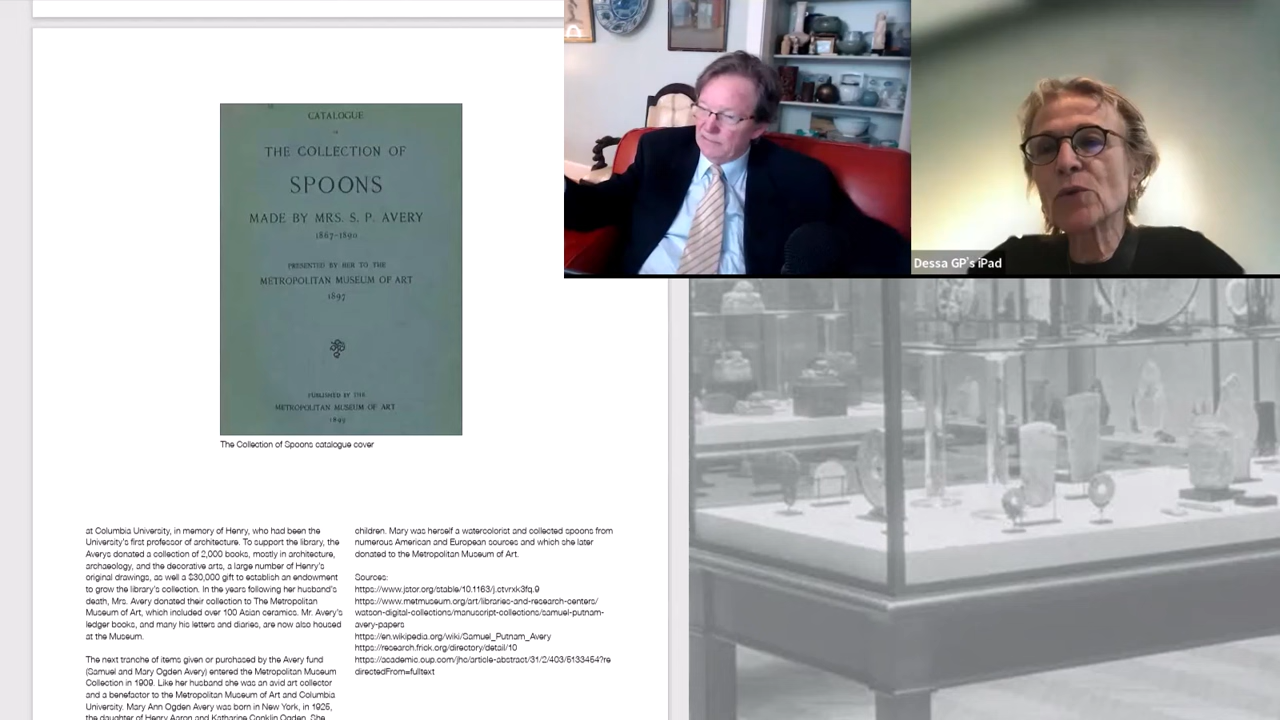 CATALOGUE
THE COLLECTION OF
SPOONS
MADE BY MRS. S. P. AVERY
1867-1890
PRESENTED BY HER TO THE
METROPOLITAN MUSEUM OF ART
1897
PUBLISHED BY THE
METROPOLITAN MUSEUM OF ART
1899
The Collection of Spoons catalogue cover
at Columbia University, in memory of Henry, who had been the
University's first professor of architecture. To support the library, the
Averys donated a collection of 2,000 books, mostly in architecture,
archaeology, and the decorative arts, a large number of Henry's
original drawings, as well a $30,000 gift to establish an endowment
to grow the library's collection. In the years following her husband's
death, Mrs. Avery donated their collection to The Metropolitan
Museum of Art, which included over 100 Asian ceramics. Mr. Avery's
ledger books, and many his letters and diaries, are now also housed
at the Museum.
The next tranche of items given or purchased by the Avery fund
(Samuel and Mary Ogden Avery) entered the Metropolitan Museum
Collection in 1909. Like her husband she was an avid art collector
and a benefactor to the Metropolitan Museum of Art and Columbia
University. Mary Ann Ogden Avery was born in New York, in 1925,
the daughter of Henry Aaron and Katharine Conklin Ogden. She
children. Mary was herself a watercolorist and collected spoons from
numerous American and European sources and which she later
donated to the Metropolitan Museum of Art.
Sources:
https://www.jstor.org/stable/10.1163/j.ctvrxk3fq.9
https://www.metmuseum.org/art/libraries-and-research-centers/
watson-digital-collections/manuscript-collections/samuel-putnam-
avery-papers
https://en.wikipedia.org/wiki/Samuel_Putnam_Avery
https://research.frick.org/directory/detail/10
https://academic.oup.com/jhc/article-abstract/31/2/403/5133454?re
directedFrom=fulltext
Dessa GP's iPad